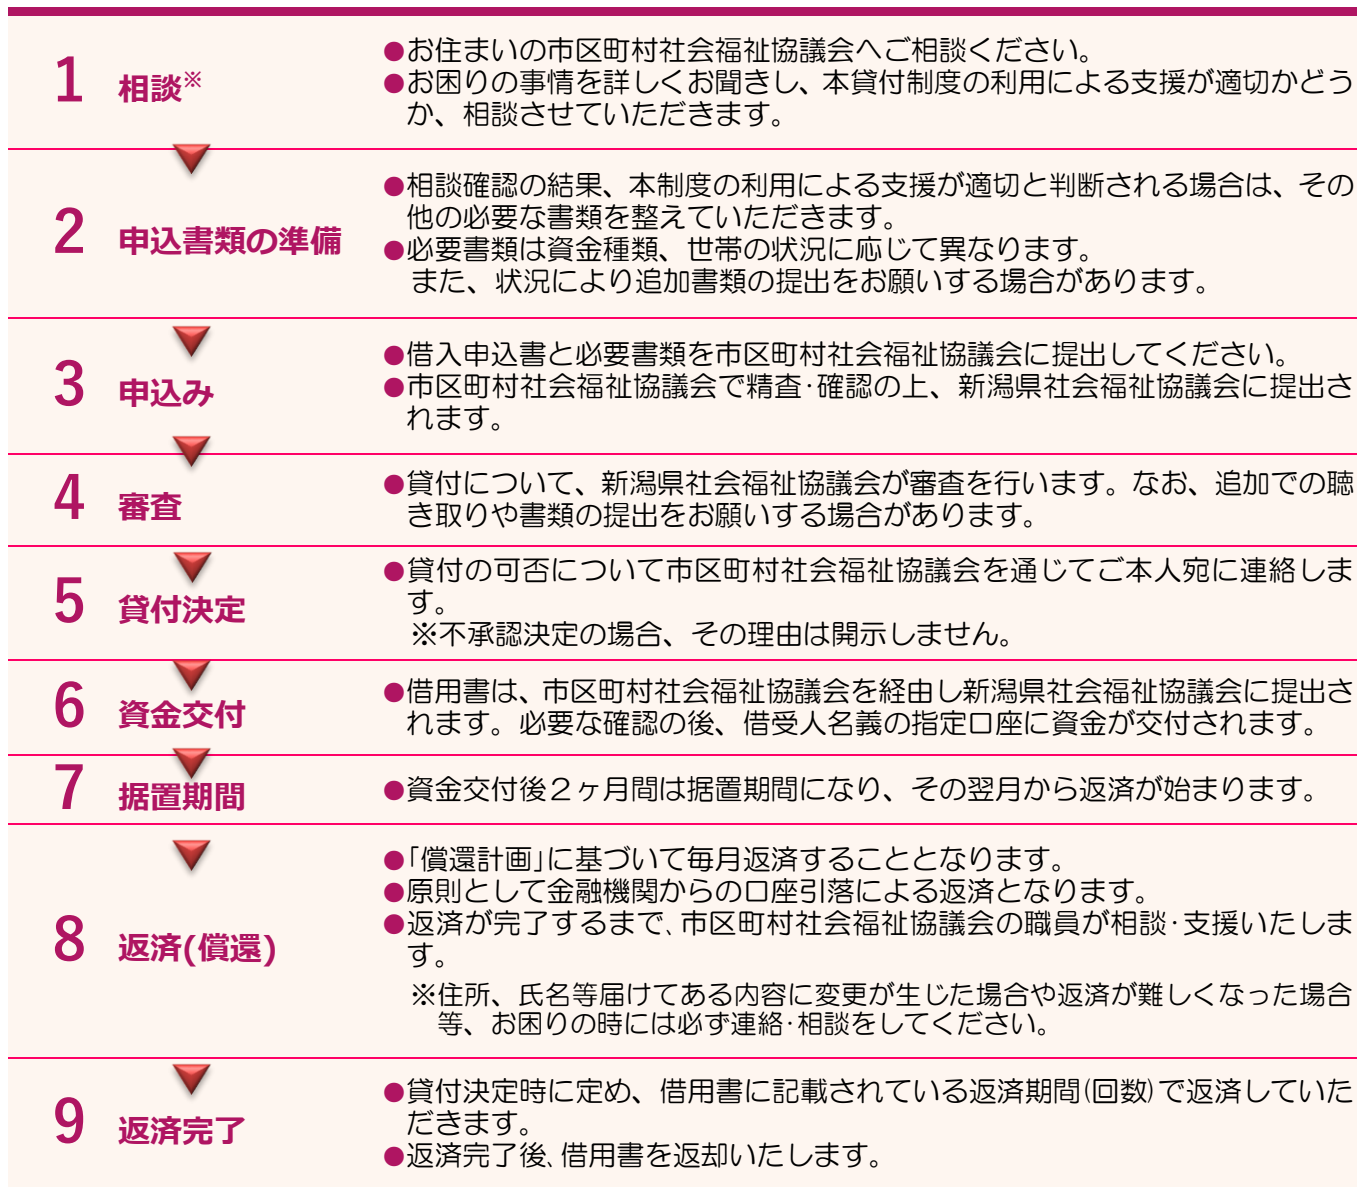 1 相談※
●お住まいの市区町村社会福祉協議会へご相談ください。
●お困りの事情を詳しくお聞きし、本貸付制度の利用による支援が適切かどう
か、相談させていただきます。
2 申込書類の準備
●相談確認の結果、本制度の利用による支援が適切と判断される場合は、その
他の必要な書類を整えていただきます。
●必要書類は資金種類、世帯の状況に応じて異なります。
また、状況により追加書類の提出をお願いする場合があります。
3 申込み
●借入申込書と必要書類を市区町村社会福祉協議会に提出してください。
●市区町村社会福祉協議会で精査･確認の上、新潟県社会福祉協議会に提出さ
れます。
4 審査
●貸付について、新潟県社会福祉協議会が審査を行います。なお、追加での聴
き取りや書類の提出をお願いする場合があります。
5 貸付決定
●貸付の可否について市区町村社会福祉協議会を通じてご本人宛に連絡しま
す。
※不承認決定の場合、その理由は開示しません。
6 資金交付
●借用書は、市区町村社会福祉協議会を経由し新潟県社会福祉協議会に提出さ
れます。必要な確認の後、借受人名義の指定口座に資金が交付されます。
7 据置期間
●資金交付後２ヶ月間は据置期間になり、その翌月から返済が始まります。
8 返済(償還)
●｢償還計画｣に基づいて毎月返済することとなります。
●原則として金融機関からの口座引落による返済となります。
●返済が完了するまで､市区町村社会福祉協議会の職員が相談･支援いたしま
す。
※住所、氏名等届けてある内容に変更が生じた場合や返済が難しくなった場合
等、お困りの時には必ず連絡･相談をしてください。
9 返済完了
●貸付決定時に定め、借用書に記載されている返済期間(回数)で返済していた
だきます。
●返済完了後､借用書を返却いたします。